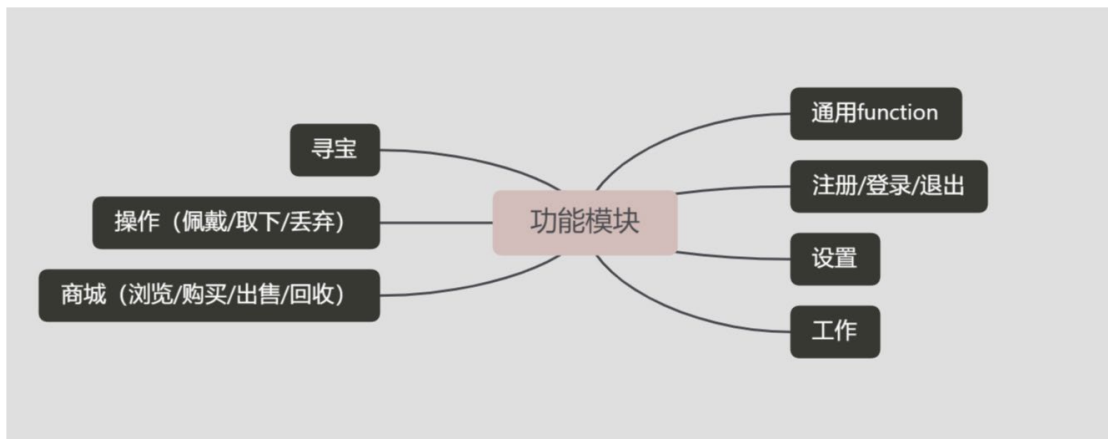 功能模块
通用function
注册/登录/退出
设置
工作
寻宝
操作（佩戴/取下/丢弃）
商城（浏览/购买/出售/回收）